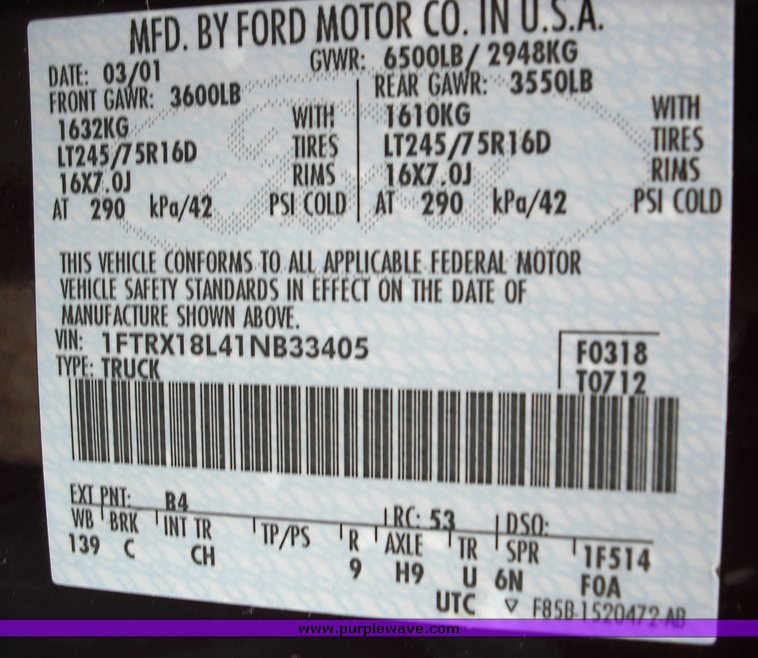 MFD. BY FORD MOTOR CO. IN U.S.A.
DATE: 03/01 GVWR: 6500LB/ 2948KG
FRONT GAWR: 3600LB REAR GAWR: 3550LB
1632KG WITH 1610KG WITH
LT245/75R16D TIRES LT245/75R16D TIRES
16X7.0J RIMS 16X7.0J RIMS
AT 290 kPa/42 PSI COLD AT 290 kPa/42 PSI COLD
THIS VEHICLE CONFORMS TO ALL APPLICABLE FEDERAL MOTOR
VEHICLE SAFETY STANDARDS IN EFFECT ON THE DATE OF
MANUFACTURE SHOWN ABOVE.
VIN: 1FTRX18L41NB33405 F0318
TYPE: TRUCK T0712
EXT PNT: B4 RC: 53 DSO:
WB BRK INT TR TP/PS R AXLE TR SPR 1F514
139 C CH 9 H9 U 6N F0A
UTC ▽ F85B-1520472-AB
www.purplewave.com